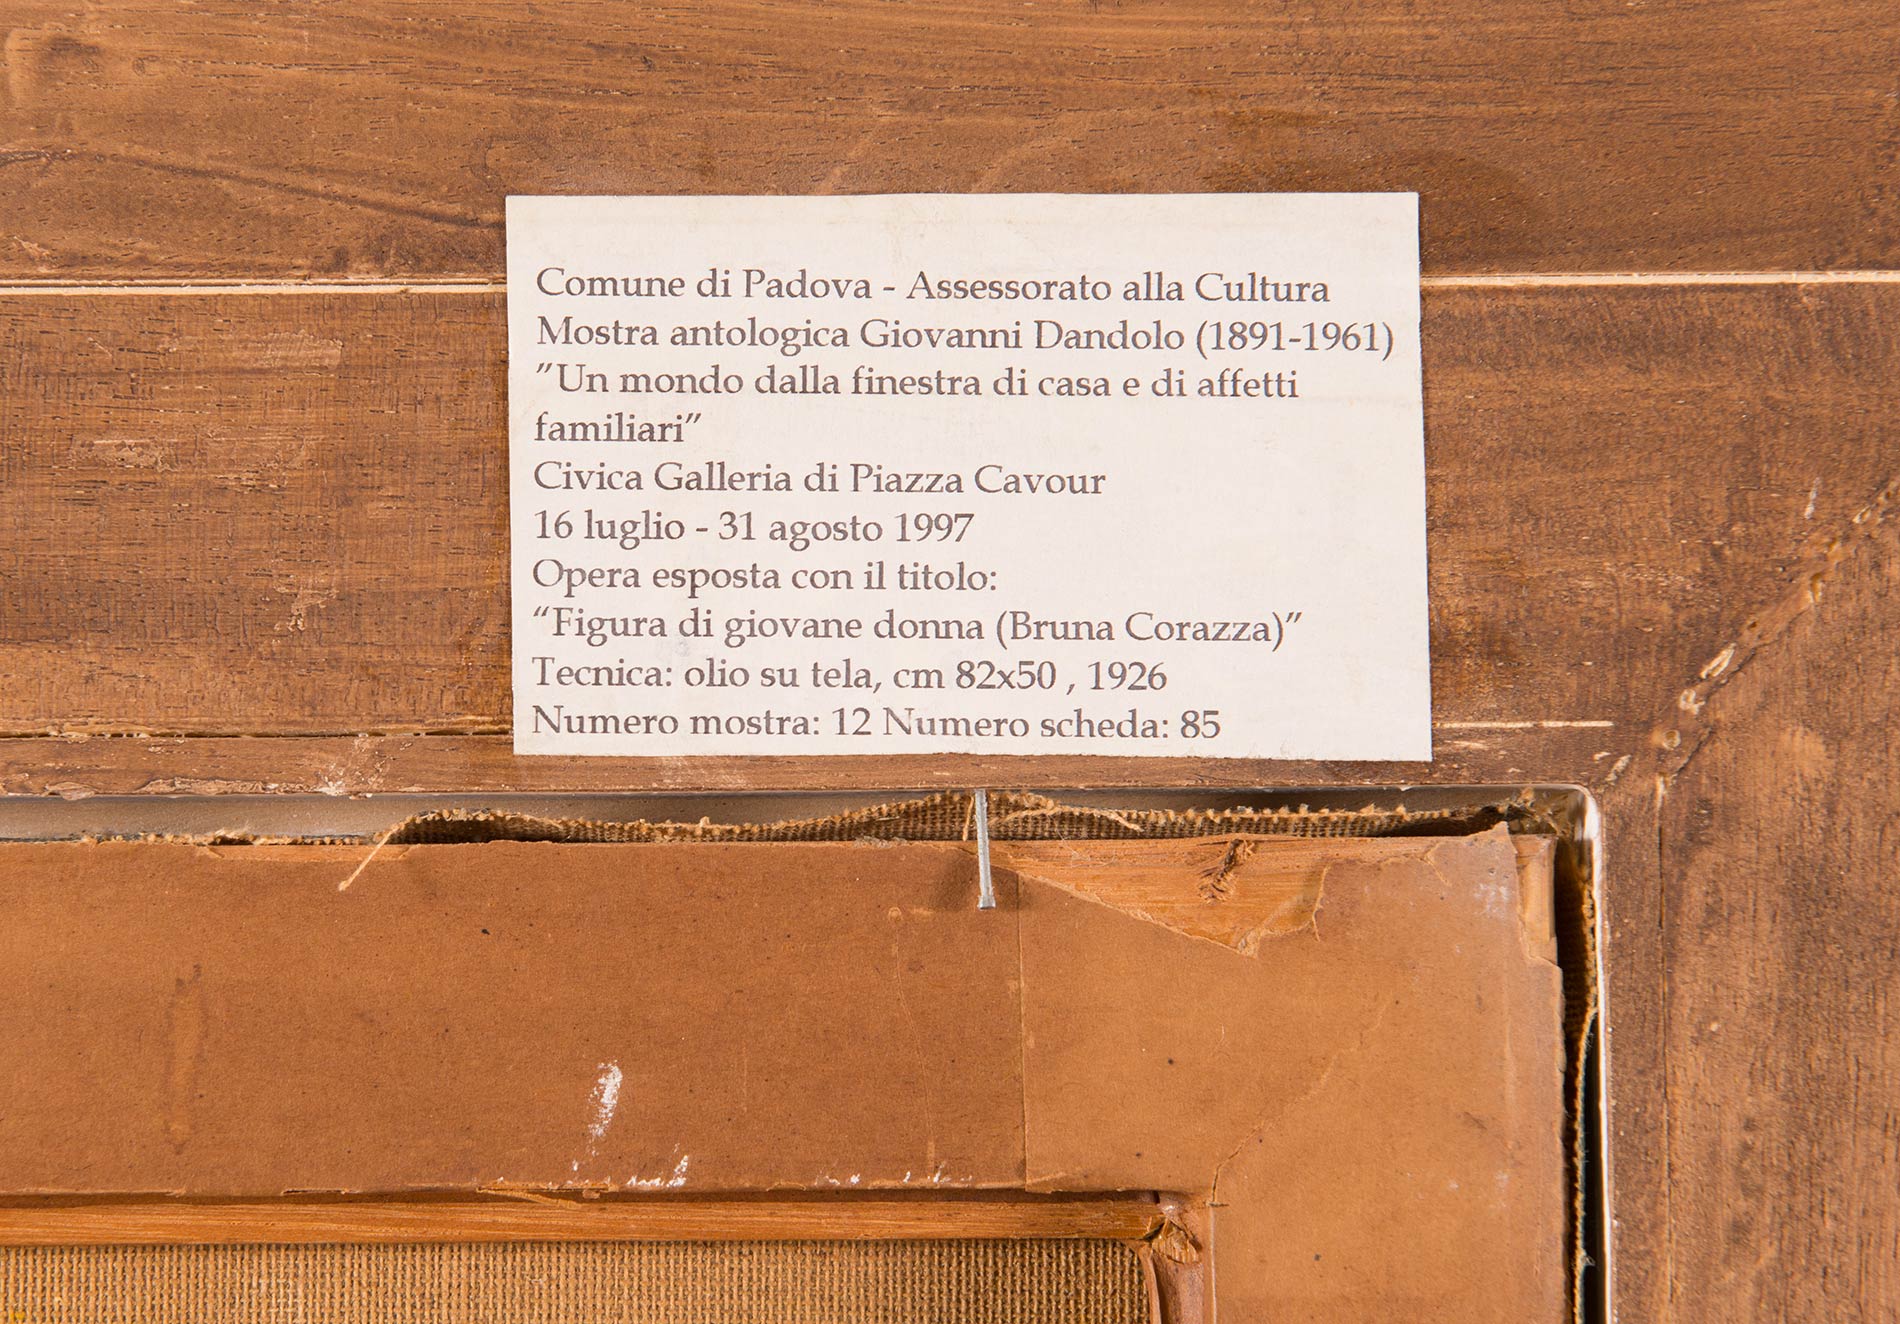 Comune di Padova - Assessorato alla Cultura
Mostra antologica Giovanni Dandolo (1891-1961)
"Un mondo dalla finestra di casa e di affetti
familiari"
Civica Galleria di Piazza Cavour
16 luglio - 31 agosto 1997
Opera esposta con il titolo:
“Figura di giovane donna (Bruna Corazza)”
Tecnica: olio su tela, cm 82x50 , 1926
Numero mostra: 12 Numero scheda: 85